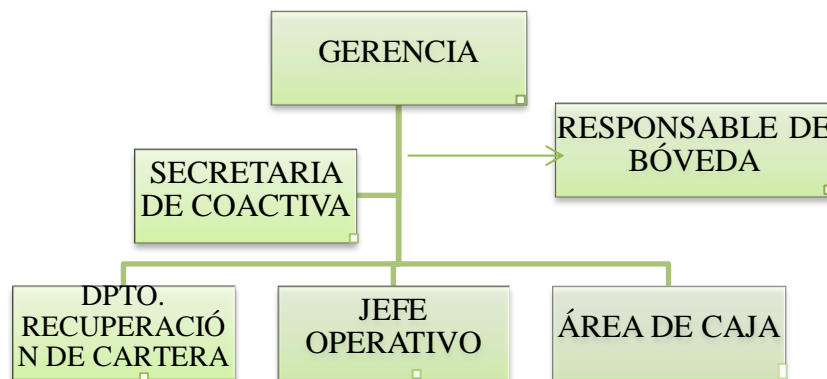 GERENCIA
RESPONSABLE DE
BÓVEDA
SECRETARIA
DE COACTIVA
DPTO.
RECUPERACIÓ
N DE CARTERA
JEFE
OPERATIVO
ÁREA DE CAJA